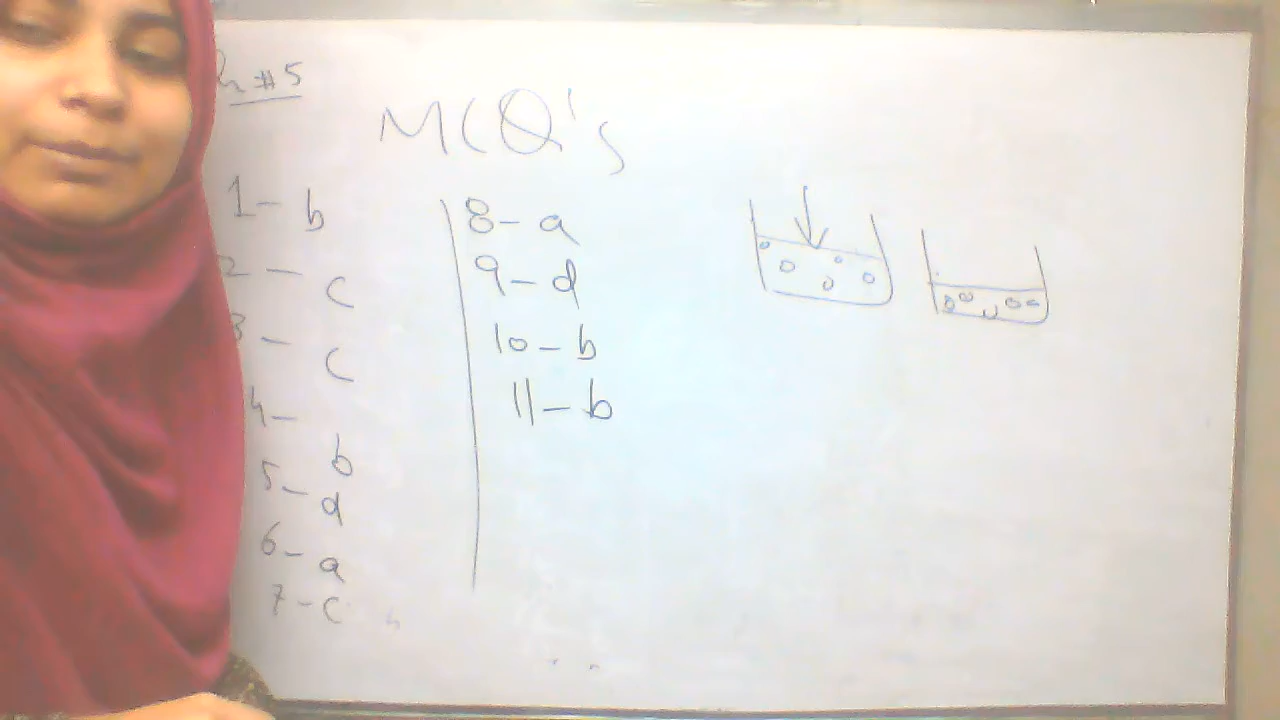 h #5
MCQ's
1- b
2- c
3- c
4- b
5- d
6- a
7- c
8- a
9- d
10- b
11- b